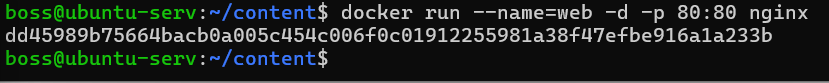 boss@ubuntu-serv:~/content$ docker run --name=web -d -p 80:80 nginx
dd45989b75664bacb0a005c454c006f0c01912255981a38f47efbe916a1a233b
boss@ubuntu-serv:~/content$